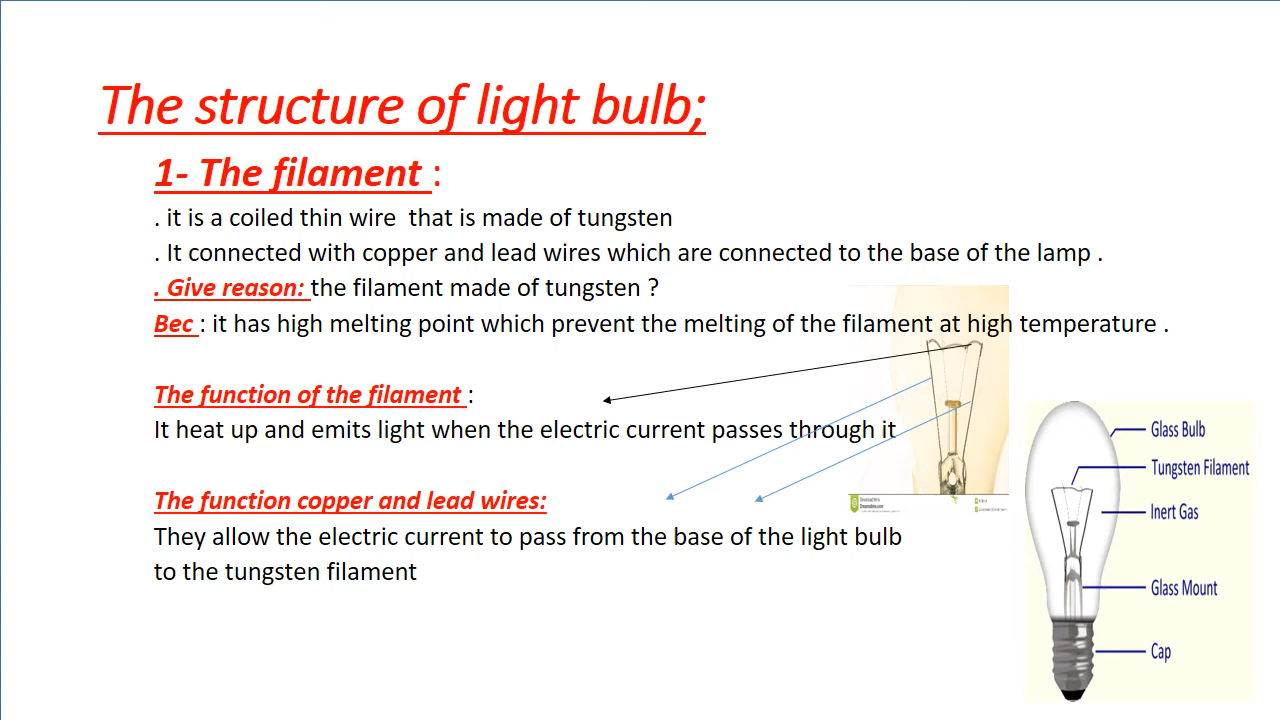 The structure of light bulb;
1- The filament :
. it is a coiled thin wire  that is made of tungsten
. It connected with copper and lead wires which are connected to the base of the lamp .
. Give reason: the filament made of tungsten ?
Bec : it has high melting point which prevent the melting of the filament at high temperature .
The function of the filament :
It heat up and emits light when the electric current passes through it
The function copper and lead wires:
They allow the electric current to pass from the base of the light bulb
to the tungsten filament
Glass Bulb
Tungsten Filament
Inert Gas
Glass Mount
Cap